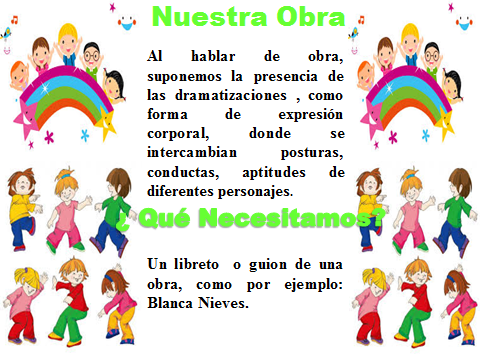 Nuestra Obra
Al hablar de obra,
suponemos la presencia de
las dramatizaciones , como
forma de expresión
corporal, donde se
intercambian posturas,
conductas, aptitudes de
diferentes personajes.
¿ Qué Necesitamos?
Un libreto o guion de una
obra, como por ejemplo:
Blanca Nieves.